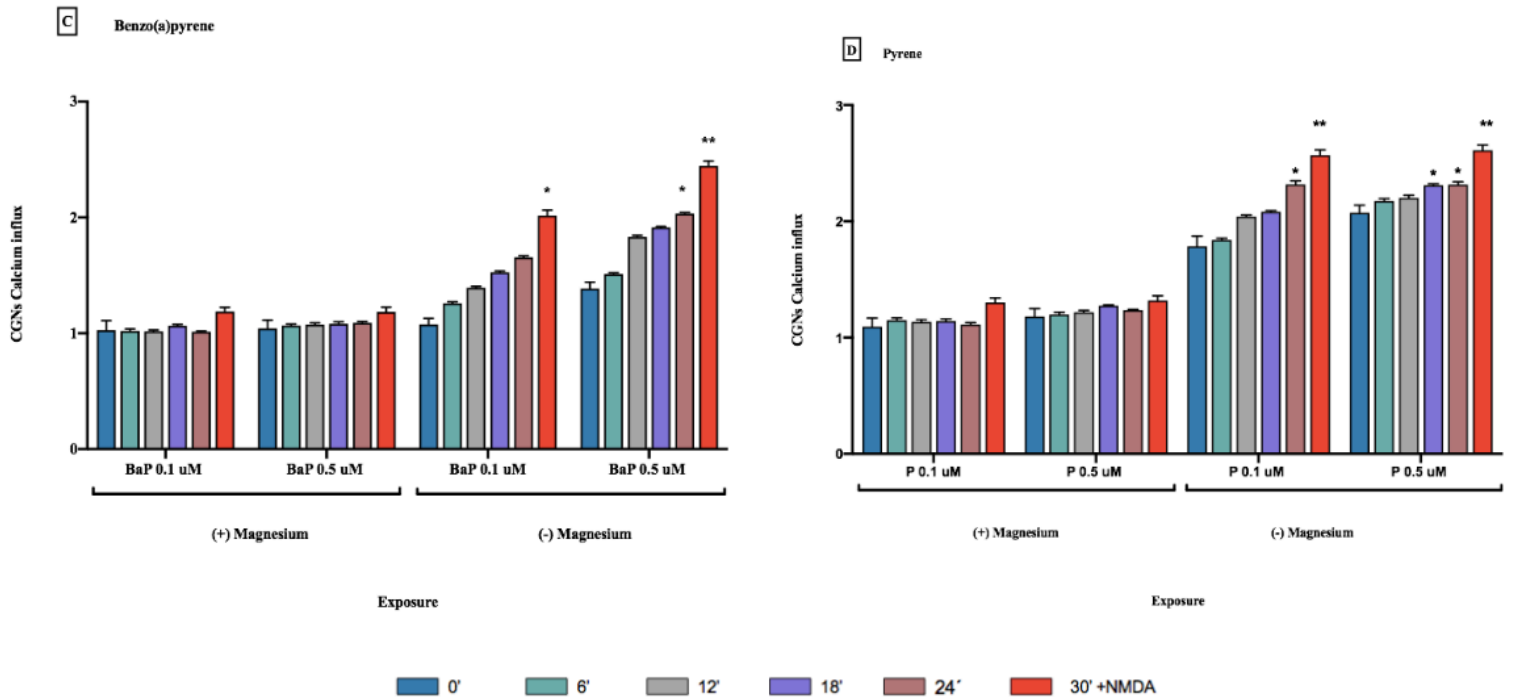 C Benzo(a)pyrene
CGNs Calcium influx
3
2
1
0
BaP 0.1 uM BaP 0.5 uM BaP 0.1 uM BaP 0.5 uM
(+) Magnesium (-) Magnesium
Exposure
* * **
D Pyrene
CGNs Calcium influx
3
2
1
0
P 0.1 uM P 0.5 uM P 0.1 uM P 0.5 uM
(+) Magnesium (-) Magnesium
Exposure
* ** * * **
0' 6' 12' 18' 24´ 30' +NMDA